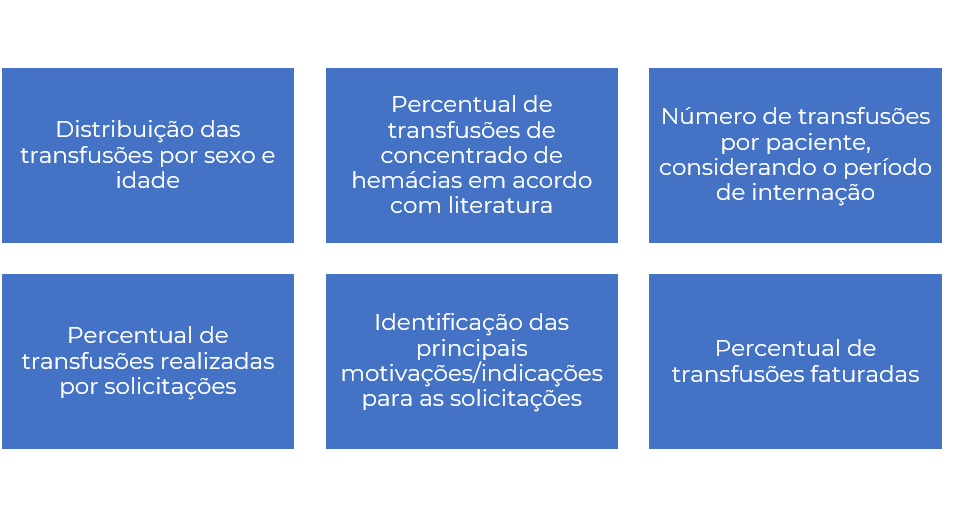 Distribuição das
transfusões por sexo e
idade
Percentual de
transfusões de
concentrado de
hemácias em acordo
com literatura
Número de transfusões
por paciente,
considerando o período
de internação
Percentual de
transfusões realizadas
por solicitações
Identificação das
principais
motivações/indicações
para as solicitações
Percentual de
transfusões faturadas